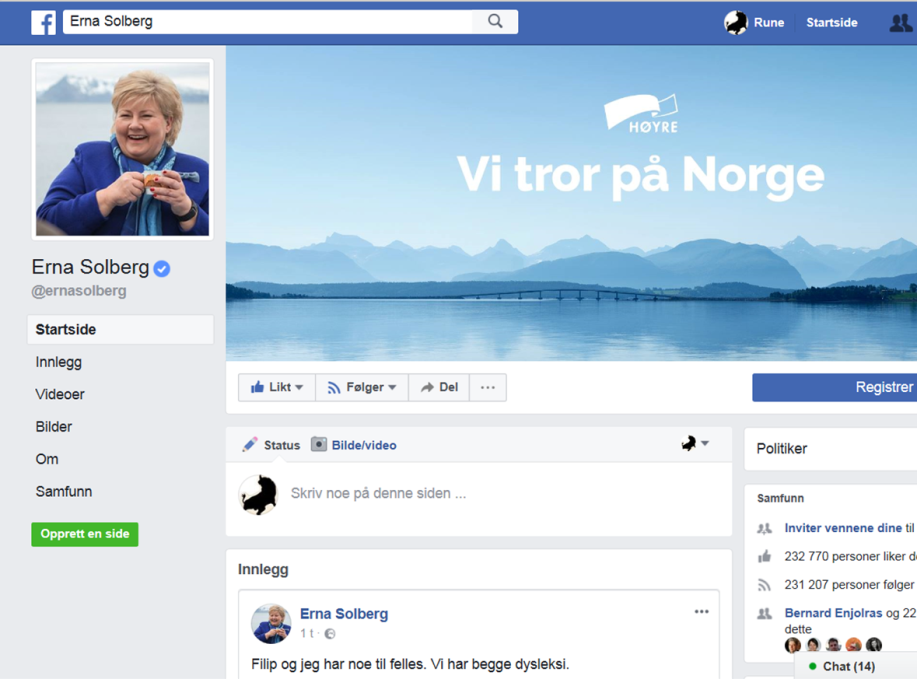 Erna Solberg
Rune
Startside
HØYRE
Vi tror på Norge
Erna Solberg
@ernasolberg
Startside
Innlegg
Videoer
Bilder
Om
Samfunn
Opprett en side
Likt
Følger
Del
Registrer
Status
Bilde/video
Skriv noe på denne siden ...
Innlegg
Erna Solberg
1 t
Filip og jeg har noe til felles. Vi har begge dysleksi.
Politiker
Samfunn
Inviter vennene dine til
232 770 personer liker
231 207 personer følger
Bernard Enjolras og 22
dette
Chat (14)